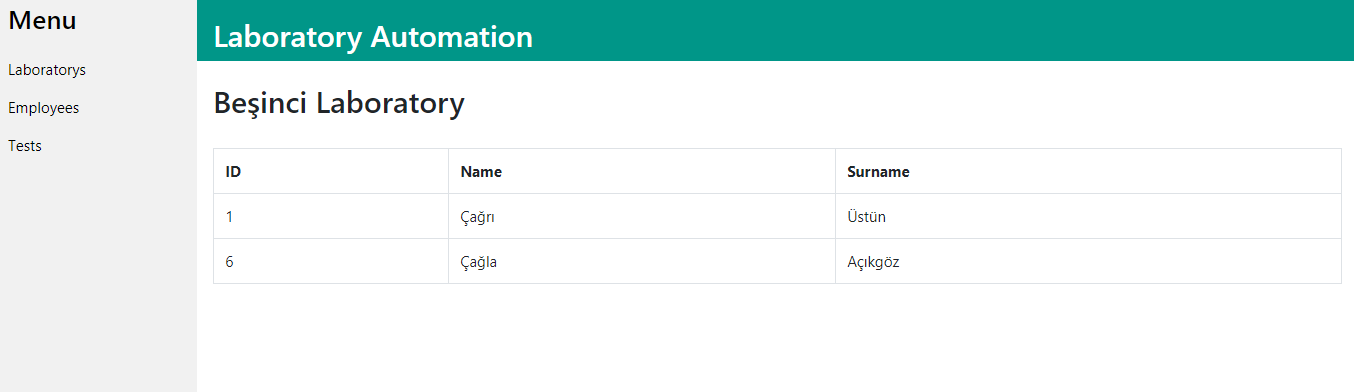 Menu
Laboratorys
Employees
Tests
Laboratory Automation
Beşinci Laboratory
ID Name Surname
1 Çağrı Üstün
6 Çağla Açıkgöz